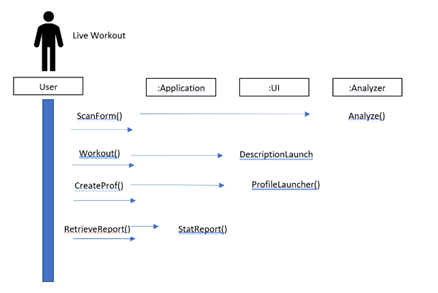 Live Workout
User :Application :UI :Analyzer
ScanForm() Analyze()
Workout() DescriptionLaunch
CreateProf() ProfileLauncher()
RetrieveReport() StatReport()